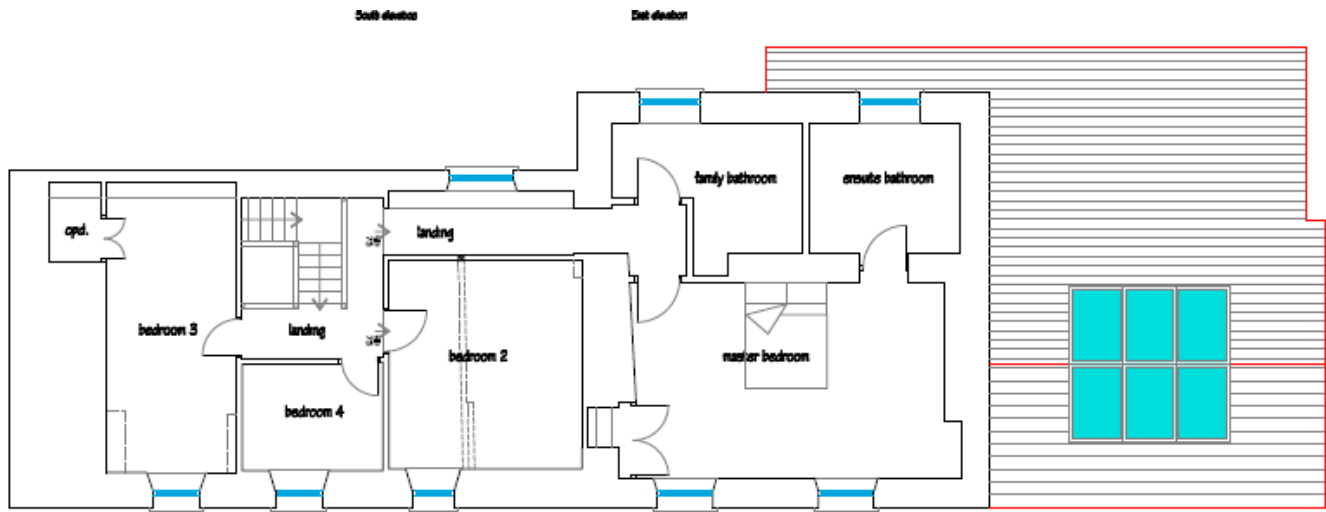 South elevation
East elevation
family bathroom
ensuite bathroom
cpd.
landing
bedroom 3
landing
bedroom 2
master bedroom
bedroom 4